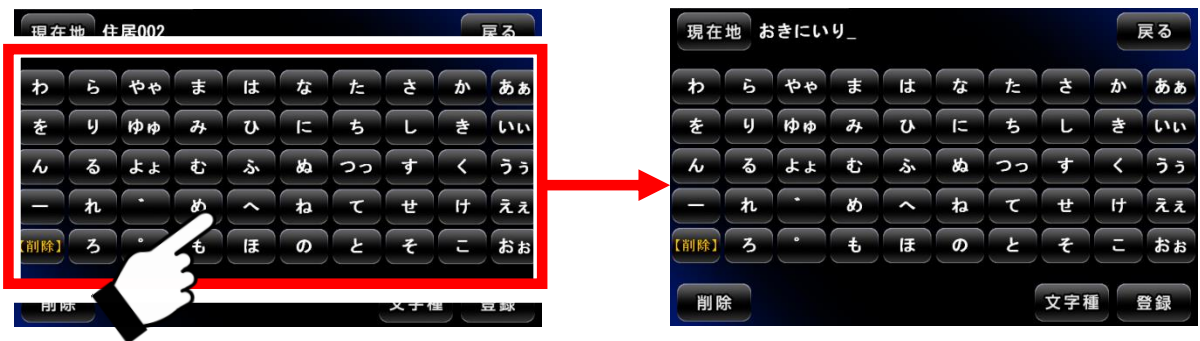 現在地 住居002 戻る
わ ら やゃ ま は な た さ か あぁ
を り ゆゅ み ひ に ち し き いぃ
ん る よょ む ふ ぬ つっ す く うぅ
ー れ ゛ め へ ね て せ け えぇ
【削除】 ろ ゜ も ほ の と そ こ おぉ
削除 文字種 登録
現在地 おきにいり_ 戻る
わ ら やゃ ま は な た さ か あぁ
を り ゆゅ み ひ に ち し き いぃ
ん る よょ む ふ ぬ つっ す く うぅ
ー れ ゛ め へ ね て せ け えぇ
【削除】 ろ ゜ も ほ の と そ こ おぉ
削除 文字種 登録